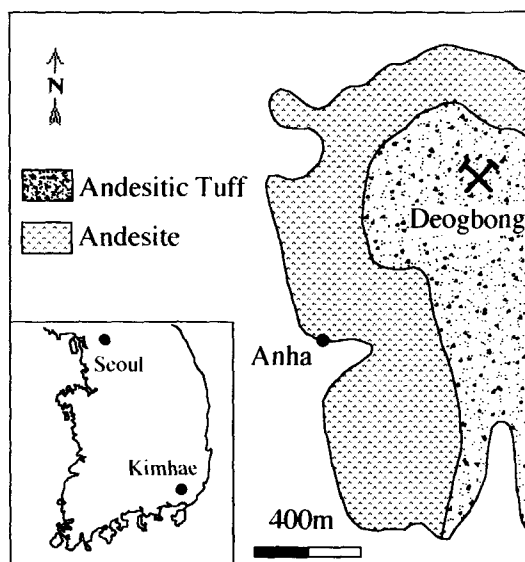 N
Andesitic Tuff
Deogbong
Andesite
Anha
Seoul
Kimhae
400m